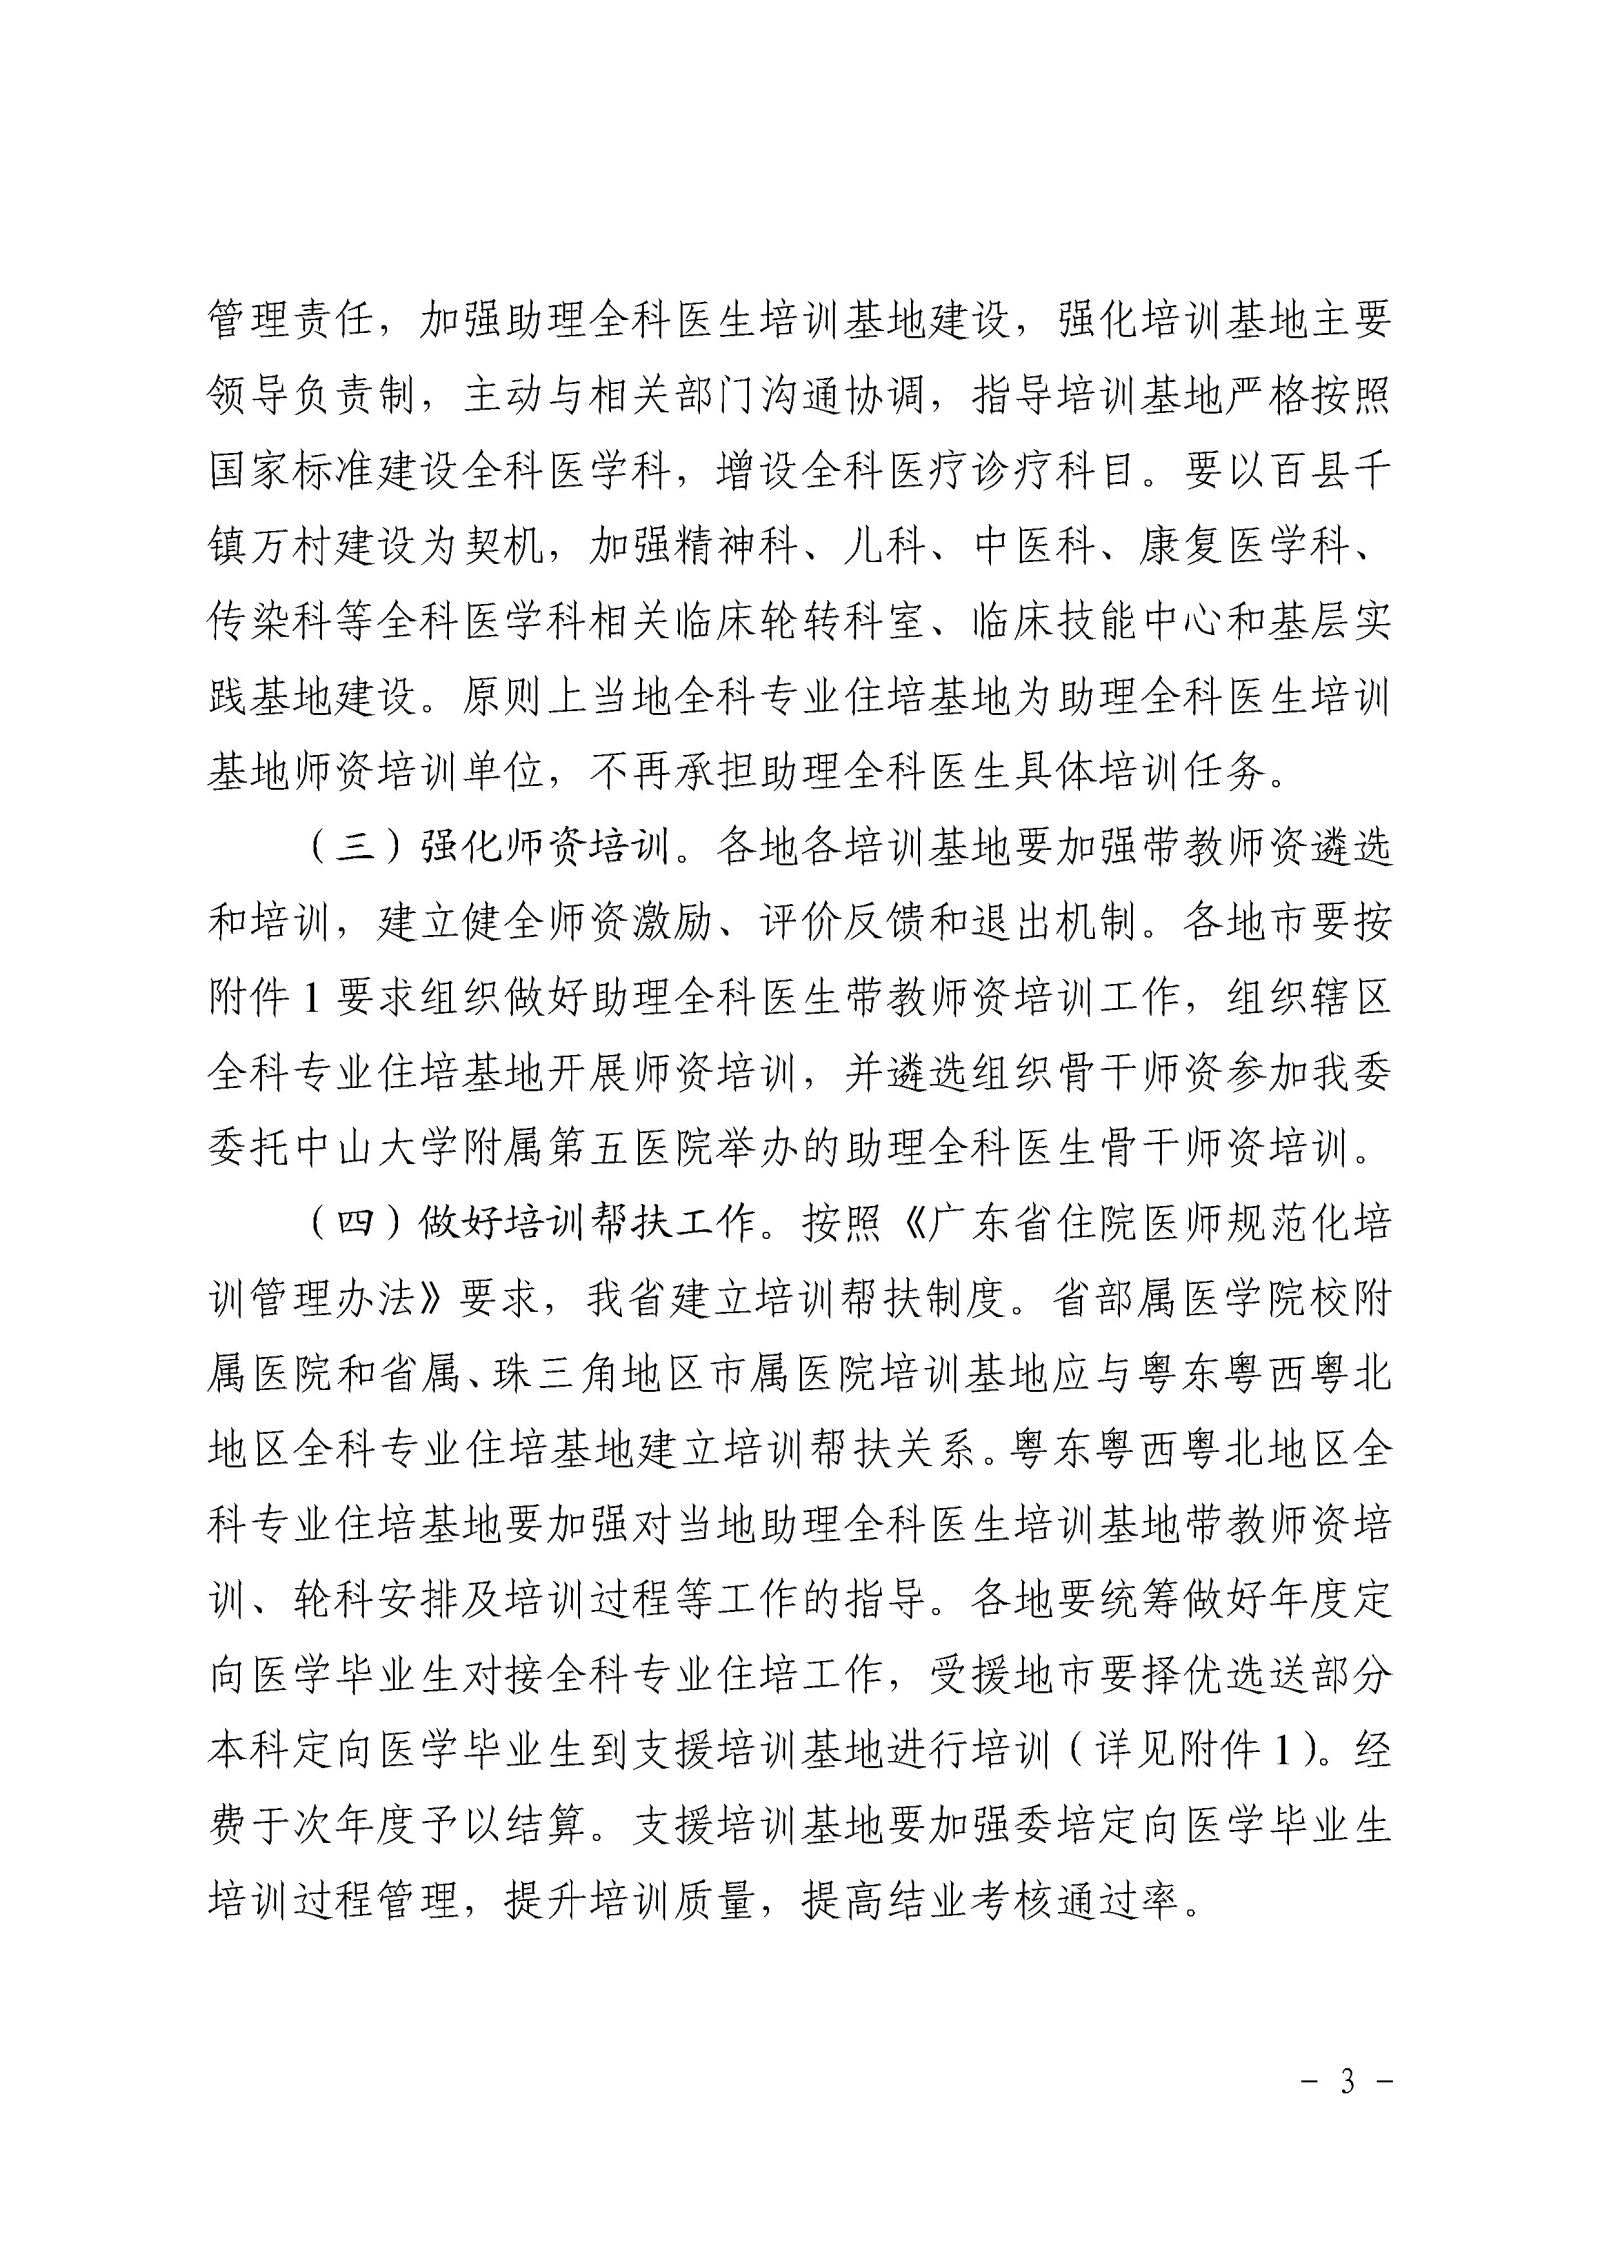 管理责任，加强助理全科医生培训基地建设，强化培训基地主要
领导负责制，主动与相关部门沟通协调，指导培训基地严格按照
国家标准建设全科医学科，增设全科医疗诊疗科目。要以百县千
镇万村建设为契机，加强精神科、儿科、中医科、康复医学科、
传染科等全科医学科相关临床轮转科室、临床技能中心和基层实
践基地建设。原则上当地全科专业住培基地为助理全科医生培训
基地师资培训单位，不再承担助理全科医生具体培训任务。
（三）强化师资培训。各地各培训基地要加强带教师资遴选
和培训，建立健全师资激励、评价反馈和退出机制。各地市要按
附件 1 要求组织做好助理全科医生带教师资培训工作，组织辖区
全科专业住培基地开展师资培训，并遴选组织骨干师资参加我委
委托中山大学附属第五医院举办的助理全科医生骨干师资培训。
（四）做好培训帮扶工作。按照《广东省住院医师规范化培
训管理办法》要求，我省建立培训帮扶制度。省部属医学院校附
属医院和省属、珠三角地区市属医院培训基地应与粤东粤西粤北
地区全科专业住培基地建立培训帮扶关系。粤东粤西粤北地区全
科专业住培基地要加强对当地助理全科医生培训基地带教师资培
训、轮科安排及培训过程等工作的指导。各地要统筹做好年度定
向医学毕业生对接全科专业住培工作，受援地市要择优选送部分
本科定向医学毕业生到支援培训基地进行培训（详见附件 1）。经
费于次年度予以结算。支援培训基地要加强委培定向医学毕业生
培训过程管理，提升培训质量，提高结业考核通过率。
- 3 -